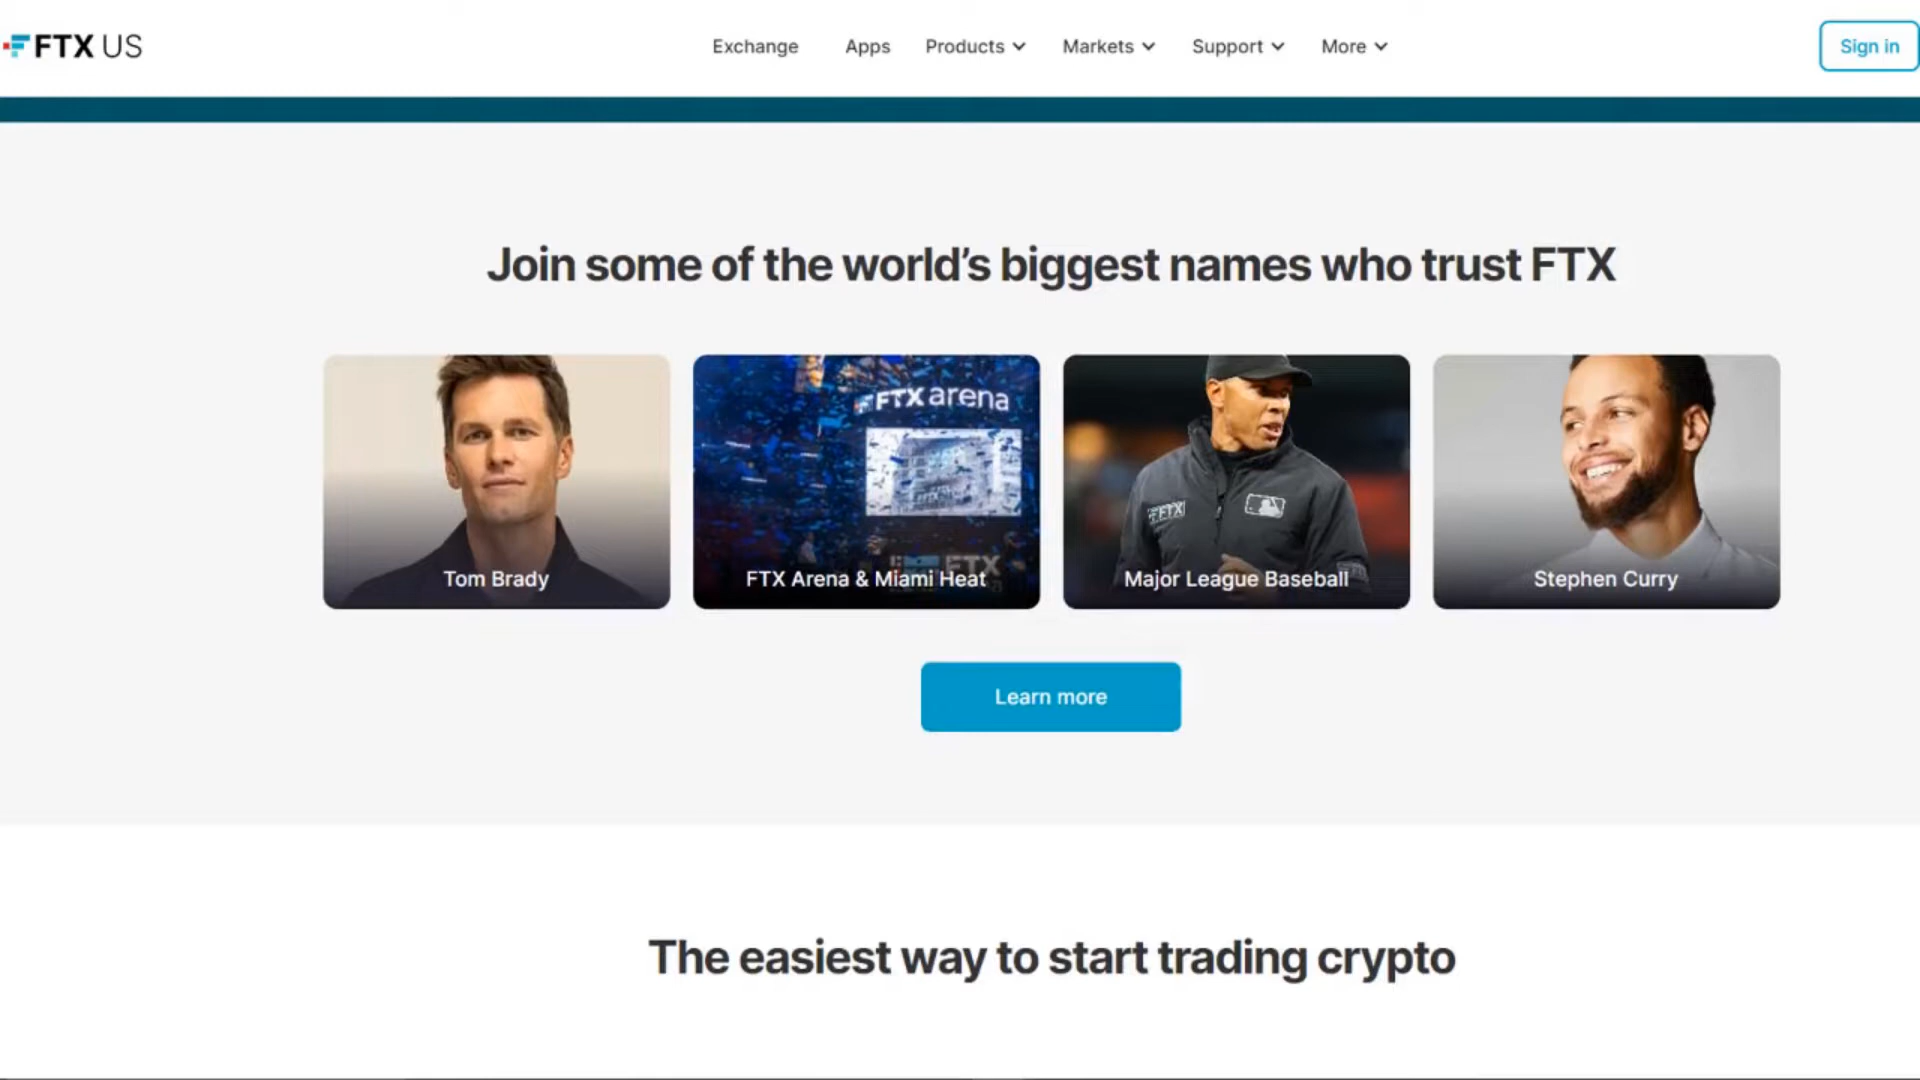 FTX US
Exchange
Apps
Products
Markets
Support
More
Sign in
Join some of the world’s biggest names who trust FTX
FTX arena
FTX
FTX
Tom Brady
FTX Arena & Miami Heat
Major League Baseball
Stephen Curry
Learn more
The easiest way to start trading crypto